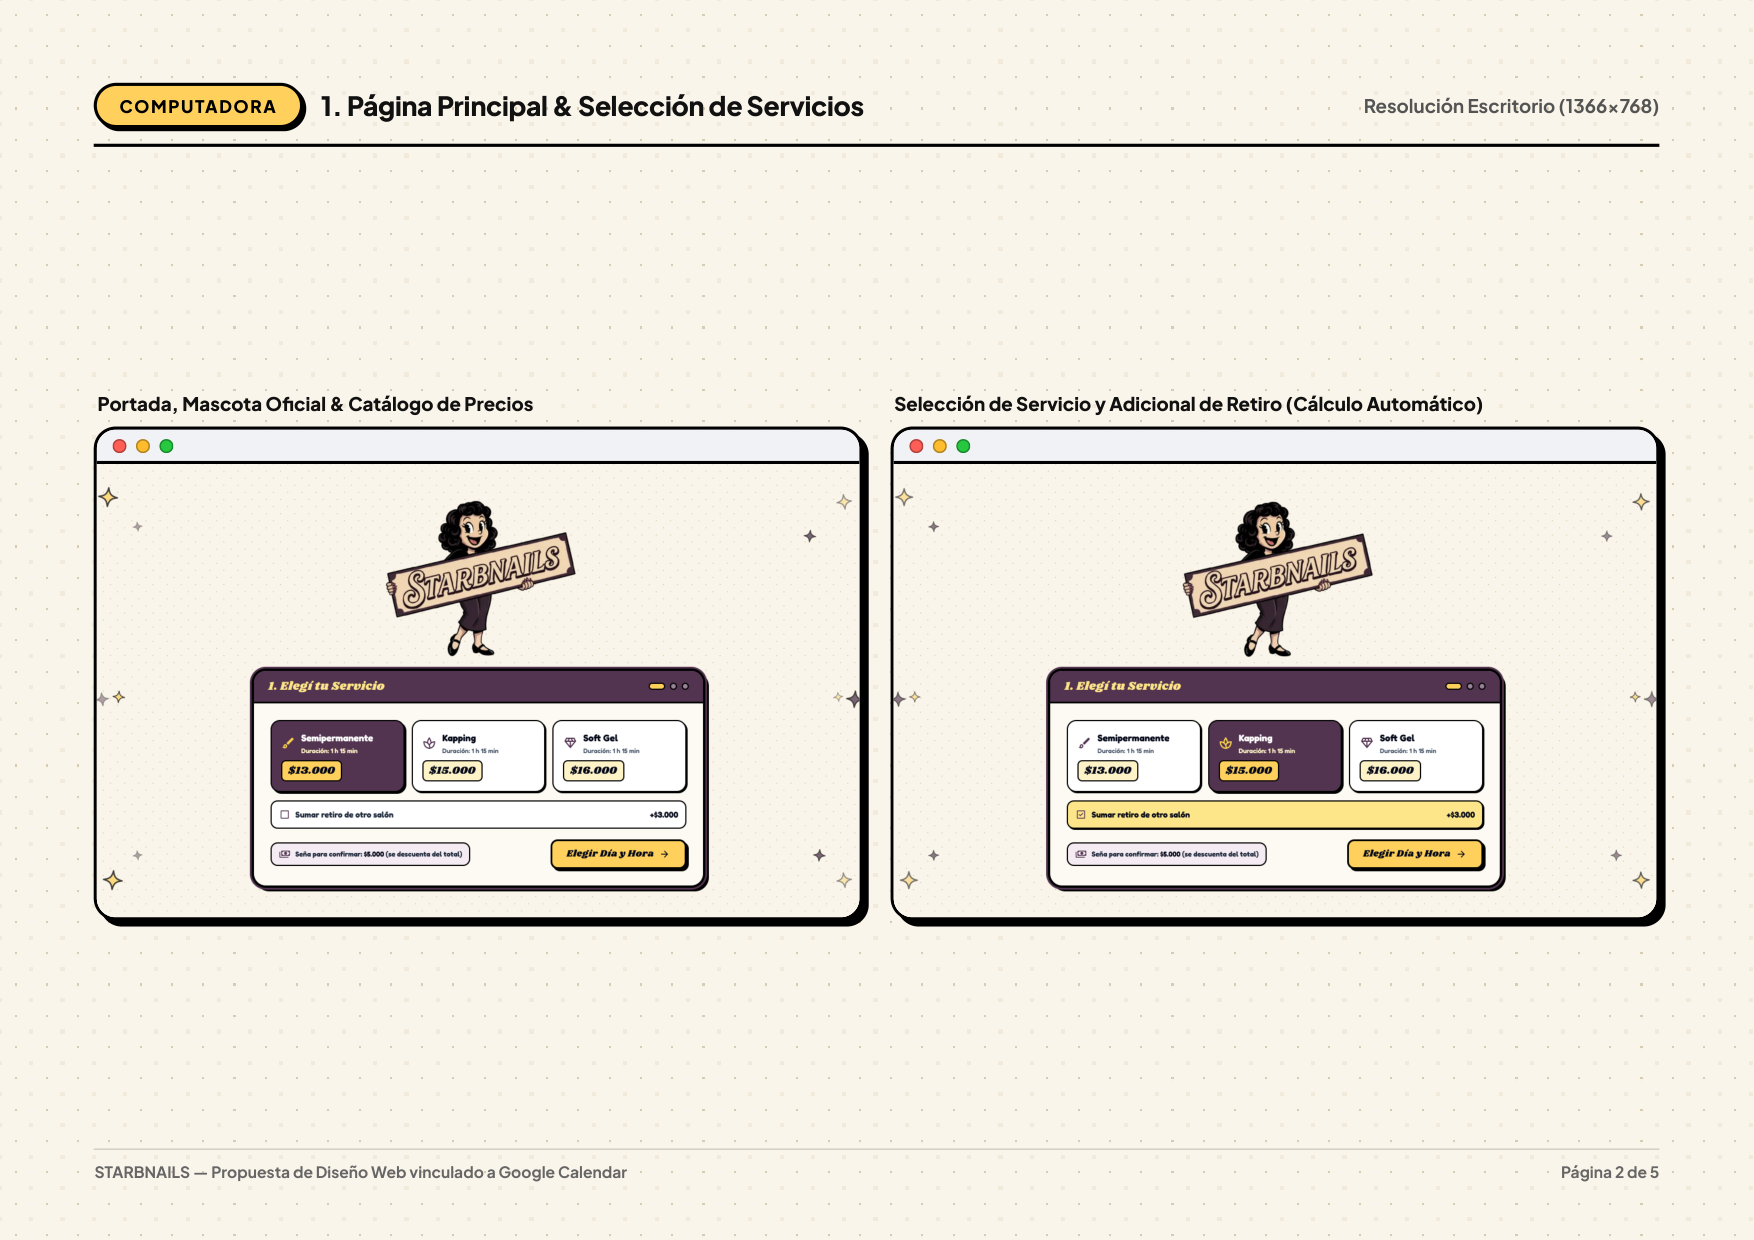 COMPUTADORA
1. Página Principal & Selección de Servicios
Resolución Escritorio (1366×768)
Portada, Mascota Oficial & Catálogo de Precios
STARBNAILS
1. Elegí tu Servicio
Semipermanente
Duración: 1 h 15 min
$13.000
Kapping
Duración: 1 h 15 min
$15.000
Soft Gel
Duración: 1 h 15 min
$16.000
Sumar retiro de otro salón
+$3.000
Seña para confirmar: $5.000 (se descuenta del total)
Elegir Día y Hora →
Selección de Servicio y Adicional de Retiro (Cálculo Automático)
STARBNAILS
1. Elegí tu Servicio
Semipermanente
Duración: 1 h 15 min
$13.000
Kapping
Duración: 1 h 15 min
$15.000
Soft Gel
Duración: 1 h 15 min
$16.000
Sumar retiro de otro salón
+$3.000
Seña para confirmar: $5.000 (se descuenta del total)
Elegir Día y Hora →
STARBNAILS — Propuesta de Diseño Web vinculado a Google Calendar
Página 2 de 5